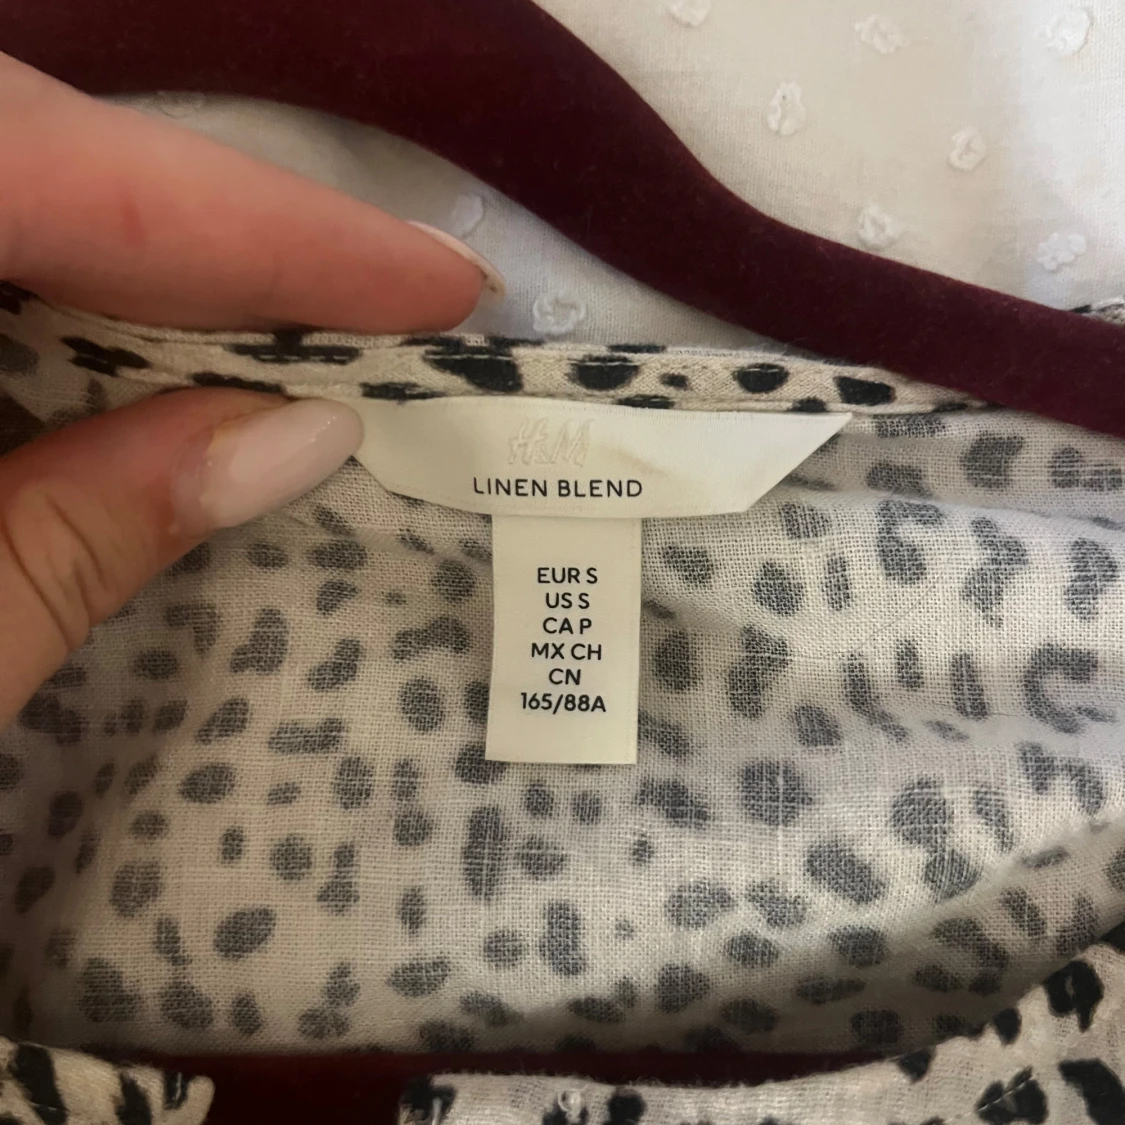 H&M
LINEN BLEND
EUR S
US S
CA P
MX CH
CN
165/88A